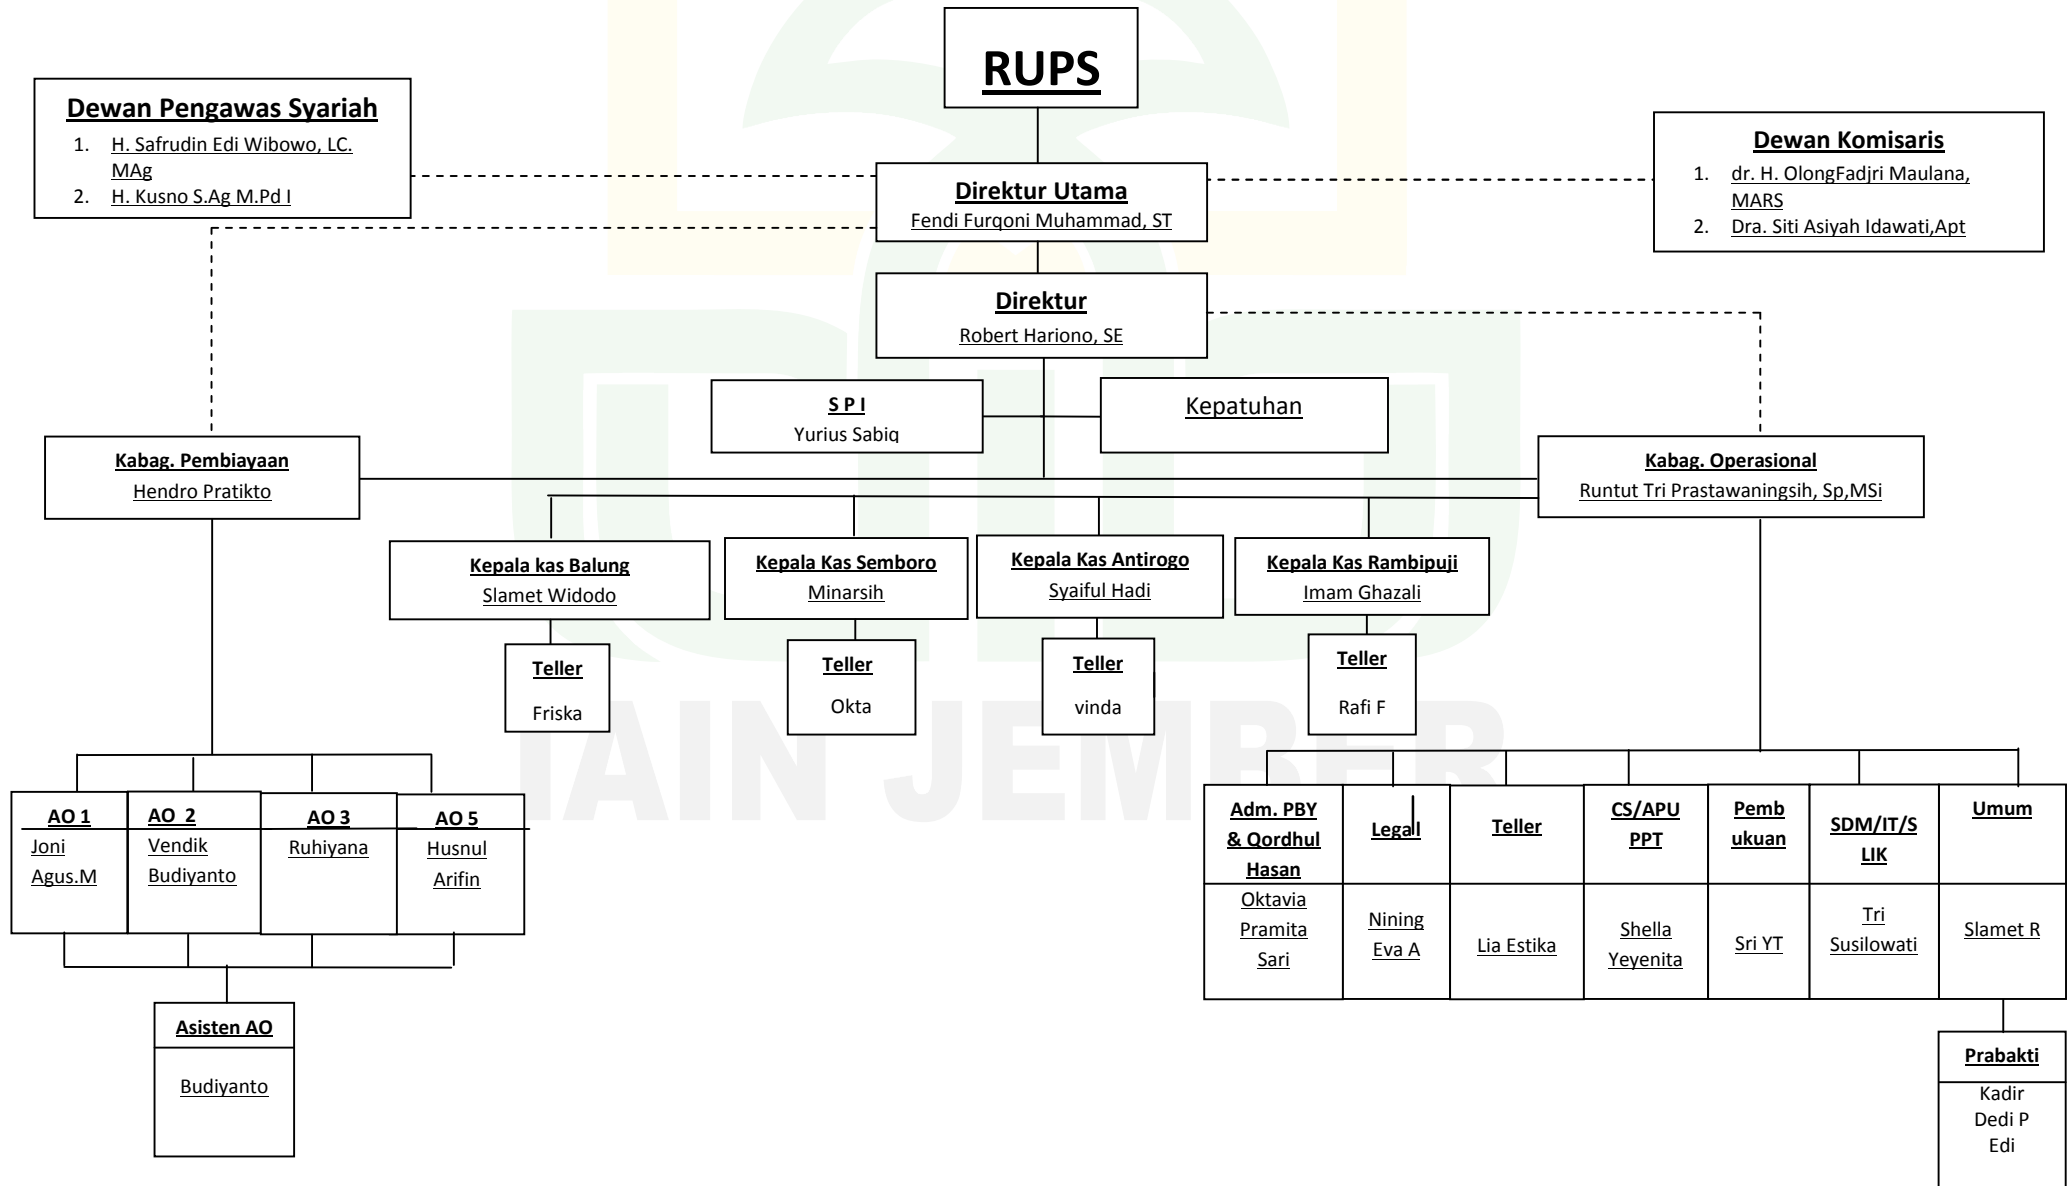 RUPS
Dewan Pengawas Syariah
1. H. Safrudin Edi Wibowo, LC.
MAg
2. H. Kusno S.Ag M.Pd I
Direktur Utama
Fendi Furqoni Muhammad, ST
Dewan Komisaris
1. dr. H. OlongFadjri Maulana,
MARS
2. Dra. Siti Asiyah Idawati,Apt
Direktur
Robert Hariono, SE
S P I
Yurius Sabiq
Kepatuhan
Kabag. Pembiayaan
Hendro Pratikto
Kabag. Operasional
Runtut Tri Prastawaningsih, Sp,MSi
Kepala kas Balung
Slamet Widodo
Kepala Kas Semboro
Minarsih
Kepala Kas Antirogo
Syaiful Hadi
Kepala Kas Rambipuji
Imam Ghazali
Teller
Friska
Teller
Okta
Teller
vinda
Teller
Rafi F
IAIN JEMBER
AO 1
Joni
Agus.M
AO 2
Vendik
Budiyanto
AO 3
Ruhiyana
AO 5
Husnul
Arifin
Asisten AO
Budiyanto
Adm. PBY
& Qordhul
Hasan
Oktavia
Pramita
Sari
Legal
Nining
Eva A
Teller
Lia Estika
CS/APU
PPT
Shella
Yeyenita
Pemb
ukuan
Sri YT
SDM/IT/S
LIK
Tri
Susilowati
Umum
Slamet R
Prabakti
Kadir
Dedi P
Edi